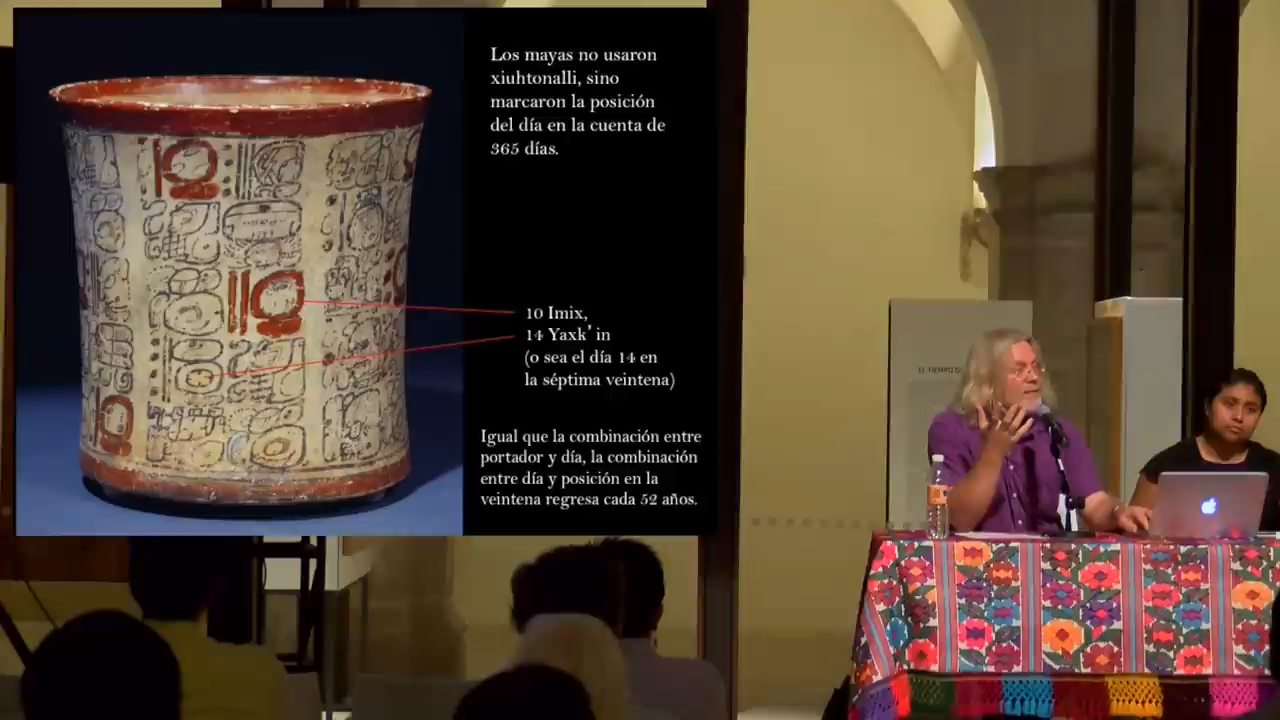 Los mayas no usaron
xiuhtonalli, sino
marcaron la posición
del día en la cuenta de
365 días.
10 Imix,
14 Yaxk' in
(o sea el día 14 en
la séptima veintena)
Igual que la combinación entre
portador y día, la combinación
entre día y posición en la
veintena regresa cada 52 años.
EL TIEMPO